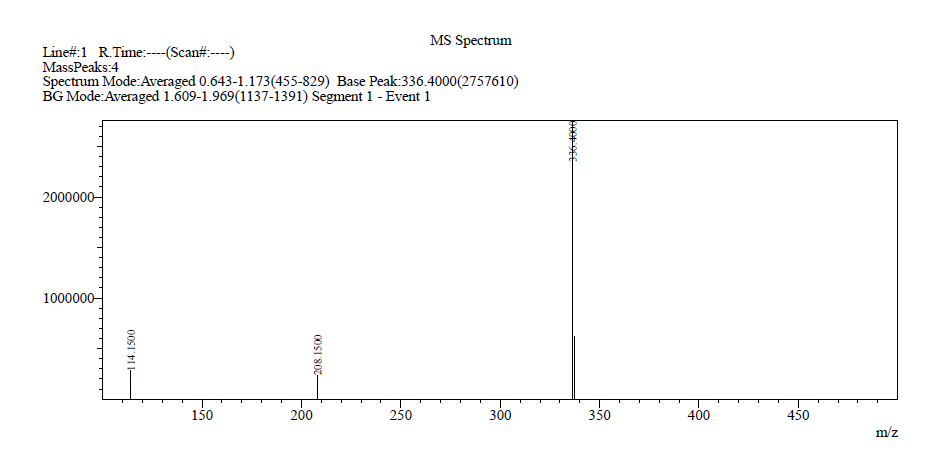 MS Spectrum
Line#:1 R.Time:----(Scan#:----)
MassPeaks:4
Spectrum Mode:Averaged 0.643-1.173(455-829) Base Peak:336.4000(2757610)
BG Mode:Averaged 1.609-1.969(1137-1391) Segment 1 - Event 1
336.4000
2000000
1000000
114.1500
208.1500
150 200 250 300 350 400 450
m/z